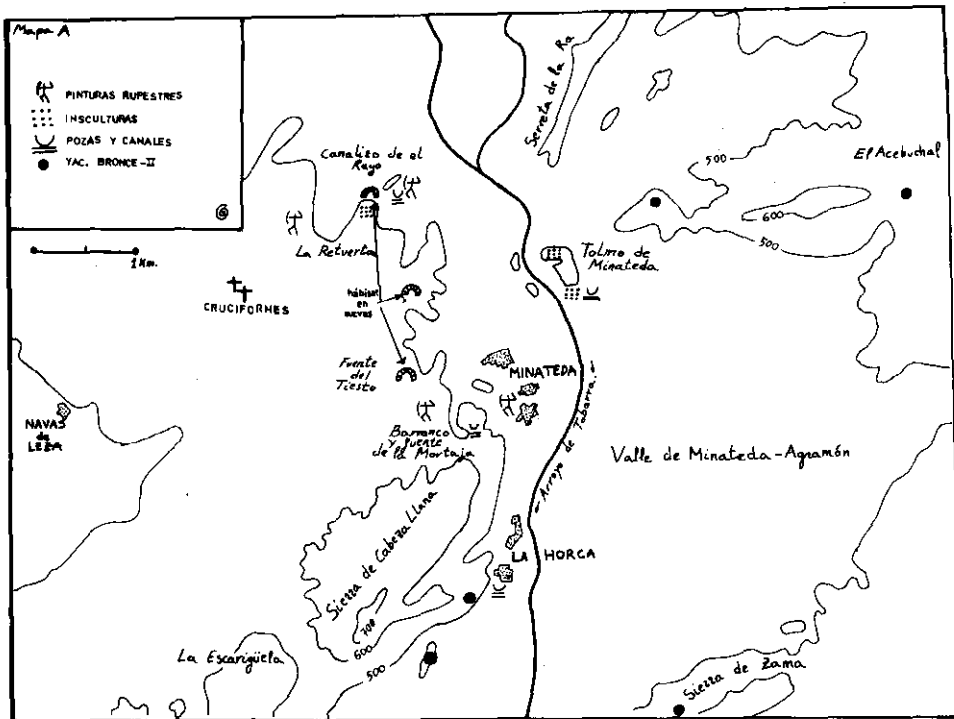 Mapa A
PINTURAS RUPESTRES
INSCULTURAS
POZAS Y CANALES
YAC. BRONCE-II
1 Km.
Serreta de la Ra
Canalizo de el
Rayo
500
El Acebuchal
600
500
La Retuerta
Tolmo de
Minateda.
CRUCIFORMES
hábitat
en
cuevas
Fuente
del
Tiesto
MINATEDA
NAVAS
de
LEZA
Barranco
y fuente
de la Mortaja
Arroyo de Tobarra.
Valle de Minateda-Agramón
Sierra de Cabeza Llana
LA HORCA
700
600
500
La Escarigüela
Sierra de Zama